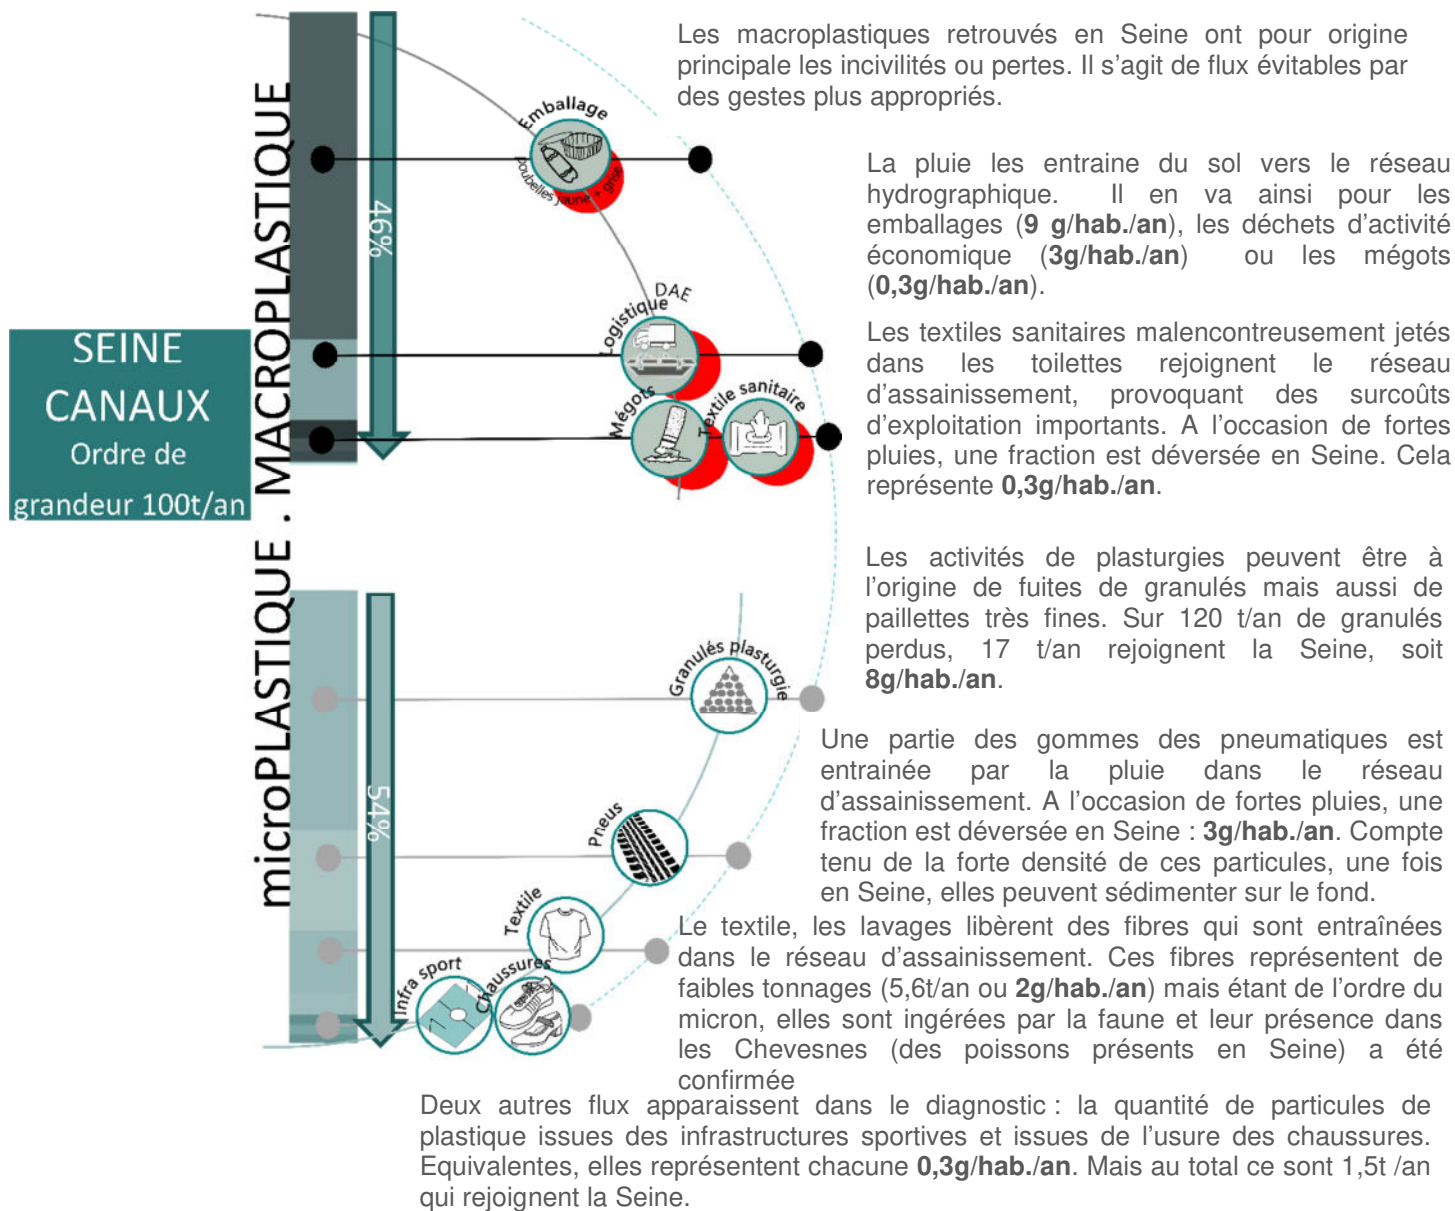 Les macroplastiques retrouvés en Seine ont pour origine
principale les incivilités ou pertes. Il s’agit de flux évitables par
des gestes plus appropriés.
Emballage
poubelles jaune + grise
La pluie les entraine du sol vers le réseau
hydrographique. Il en va ainsi pour les
emballages (9 g/hab./an), les déchets d’activité
économique (3g/hab./an) ou les mégots
(0,3g/hab./an).
46%
MACROPLASTIQUE
microPLASTIQUE .
DAE
Logistique
SEINE
CANAUX
Ordre de
grandeur 100t/an
Mégots
Textile sanitaire
Les textiles sanitaires malencontreusement jetés
dans les toilettes rejoignent le réseau
d’assainissement, provoquant des surcoûts
d’exploitation importants. A l’occasion de fortes
pluies, une fraction est déversée en Seine. Cela
représente 0,3g/hab./an.
Les activités de plasturgies peuvent être à
l’origine de fuites de granulés mais aussi de
paillettes très fines. Sur 120 t/an de granulés
perdus, 17 t/an rejoignent la Seine, soit
8g/hab./an.
Granulés plasturgie
54%
Pneus
Une partie des gommes des pneumatiques est
entrainée par la pluie dans le réseau
d’assainissement. A l’occasion de fortes pluies, une
fraction est déversée en Seine : 3g/hab./an. Compte
tenu de la forte densité de ces particules, une fois
en Seine, elles peuvent sédimenter sur le fond.
Textile
Infra sport
Chaussures
Le textile, les lavages libèrent des fibres qui sont entraînées
dans le réseau d’assainissement. Ces fibres représentent de
faibles tonnages (5,6t/an ou 2g/hab./an) mais étant de l’ordre du
micron, elles sont ingérées par la faune et leur présence dans
les Chevesnes (des poissons présents en Seine) a été
confirmée
Deux autres flux apparaissent dans le diagnostic : la quantité de particules de
plastique issues des infrastructures sportives et issues de l’usure des chaussures.
Equivalentes, elles représentent chacune 0,3g/hab./an. Mais au total ce sont 1,5t /an
qui rejoignent la Seine.